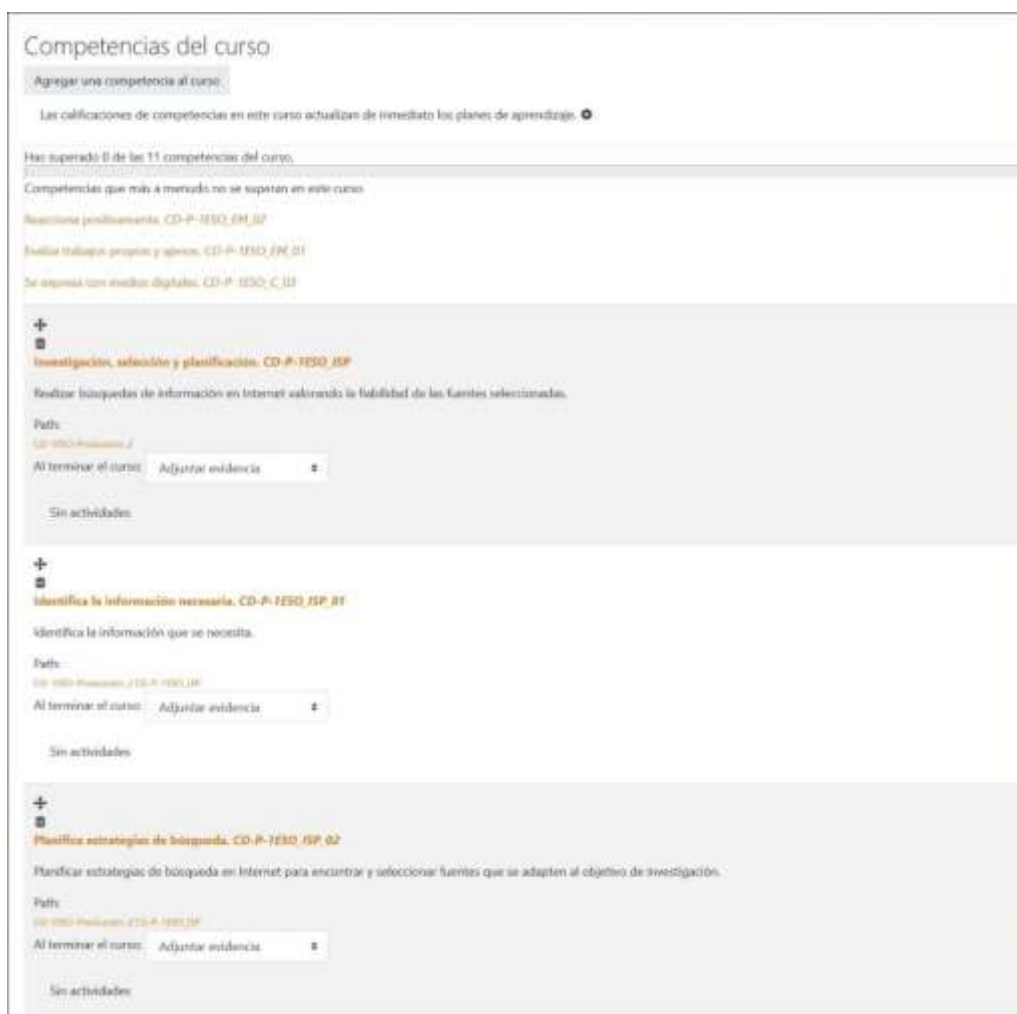 Competencias del curso
Agregar una competencia al curso
Las calificaciones de competencias en este curso actualizan de inmediato los planes de aprendizaje.
Has superado 0 de las 11 competencias del curso.
Competencias que más a menudo no se superan en este curso
Reacciona positivamente. CD-P-1ESO_EM_02
Evalúa trabajos propios y ajenos. CD-P-1ESO_EM_01
Se expresa con medios digitales. CD-P-1ESO_C_03
Investigación, selección y planificación. CD-P-1ESO_ISP
Realizar búsquedas de información en Internet valorando la fiabilidad de las fuentes seleccionadas.
Path:
Al terminar el curso: Adjuntar evidencia
Sin actividades
Identifica la información necesaria. CD-P-1ESO_ISP_01
Identifica la información que se necesita.
Path:
Al terminar el curso: Adjuntar evidencia
Sin actividades
Planifica estrategias de búsqueda. CD-P-1ESO_ISP_02
Planificar estrategias de búsqueda en Internet para encontrar y seleccionar fuentes que se adapten al objetivo de investigación.
Path:
Al terminar el curso: Adjuntar evidencia
Sin actividades